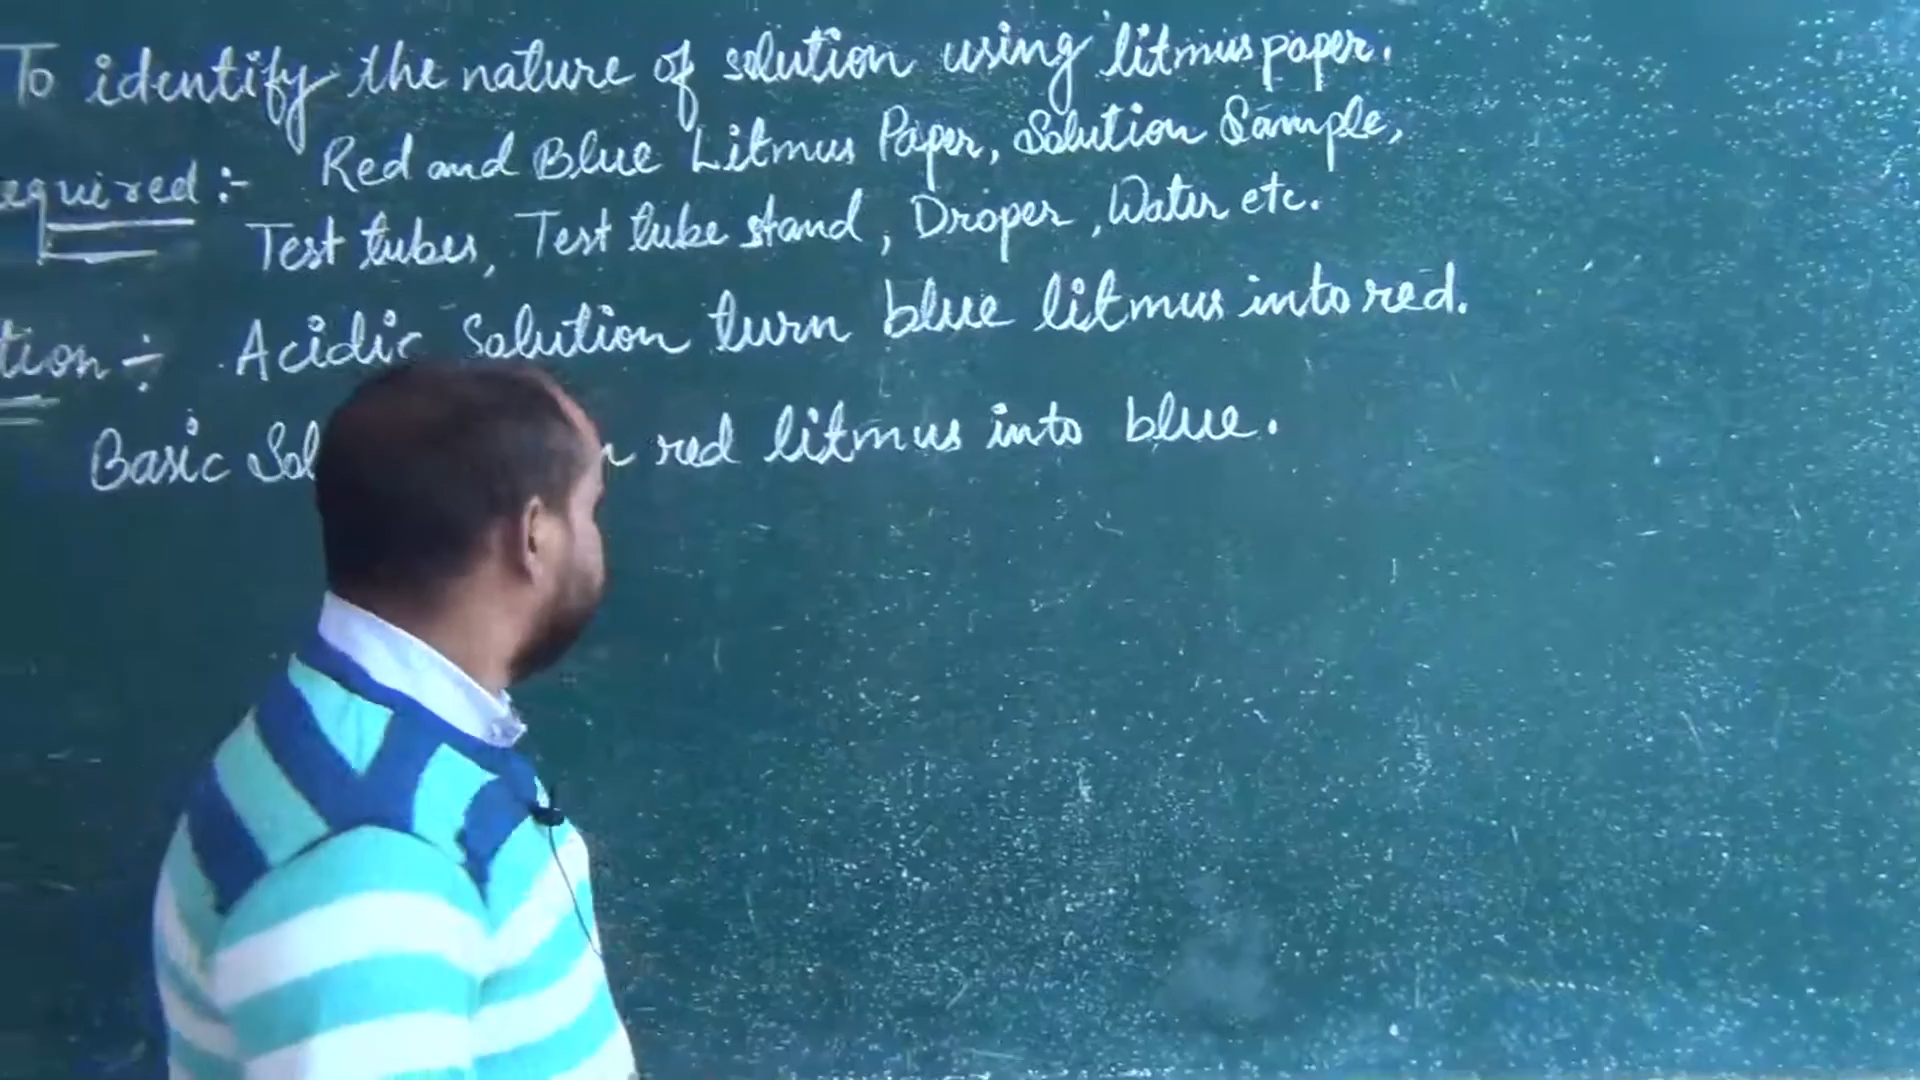 To identify the nature of solution using litmus paper.
equired :- Red and Blue Litmus Paper, Solution Sample,
Test tubes, Test tube stand, Droper, Water etc.
tion ÷ Acidic Solution turn blue litmus into red.
Basic Sol n red litmus into blue.